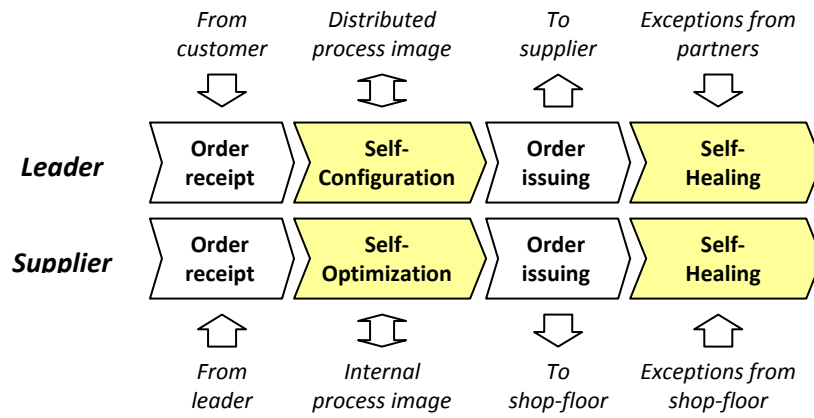 From
customer
Distributed
process image
To
supplier
Exceptions from
partners
Leader
Order
receipt
Self-
Configuration
Order
issuing
Self-
Healing
Supplier
Order
receipt
Self-
Optimization
Order
issuing
Self-
Healing
From
leader
Internal
process image
To
shop-floor
Exceptions from
shop-floor